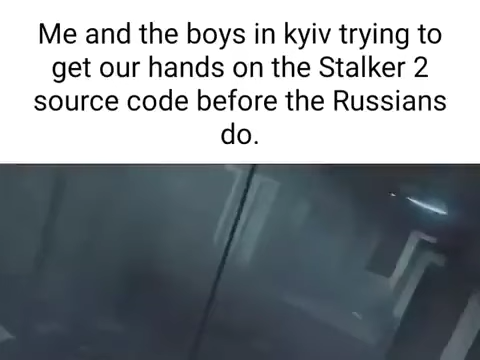 Me and the boys in kyiv trying to
get our hands on the Stalker 2
source code before the Russians
do.